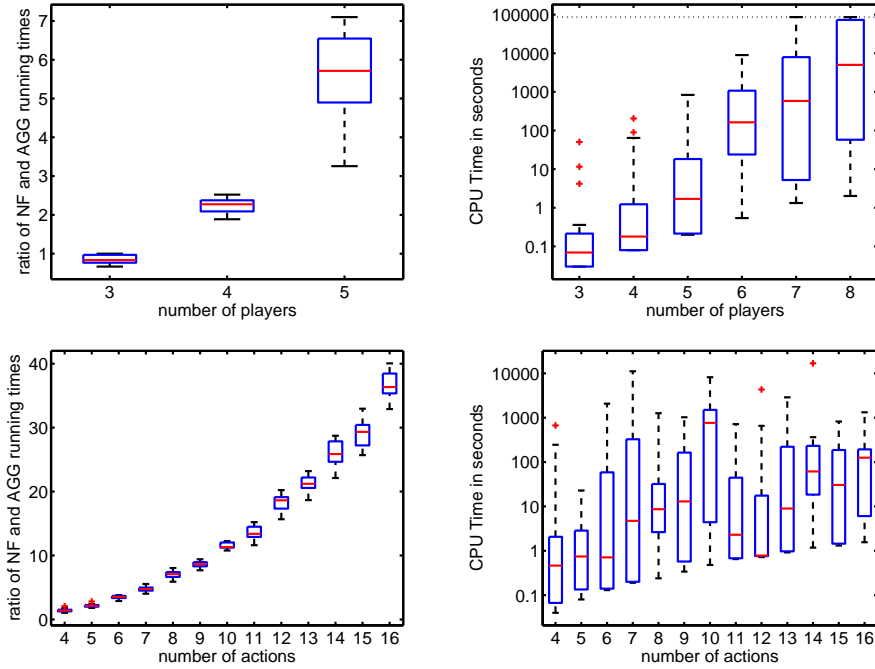 7
6
5
4
3
2
1
ratio of NF and AGG running times
3 4 5
number of players
100000
10000
1000
100
10
1
0.1
CPU Time in seconds
3 4 5 6 7 8
number of players
40
30
20
10
0
ratio of NF and AGG running times
4 5 6 7 8 9 10 11 12 13 14 15 16
number of actions
10000
1000
100
10
1
0.1
CPU Time in seconds
4 5 6 7 8 9 10 11 12 13 14 15 16
number of actions